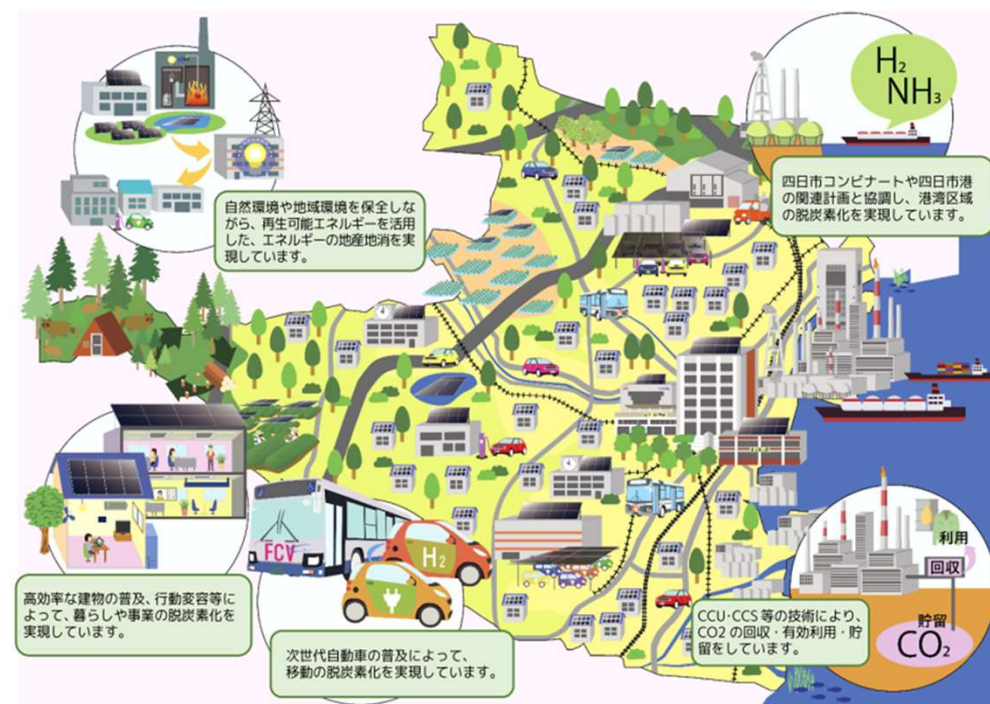 H2
NH3
自然環境や地域環境を保全しな
がら、再生可能エネルギーを活用
した、エネルギーの地産地消を実
現しています。
四日市コンビナートや四日市港
の関連計画と協調し、港湾区域
の脱炭素化を実現しています。
高効率な建物の普及、行動変容等に
よって、暮らしや事業の脱炭素化を
実現しています。
FCV
H2
次世代自動車の普及によって、
移動の脱炭素化を実現しています。
利用
回収
貯留
CO2
CCU・CCS等の技術により、
CO2の回収・有効利用・貯
留をしています。